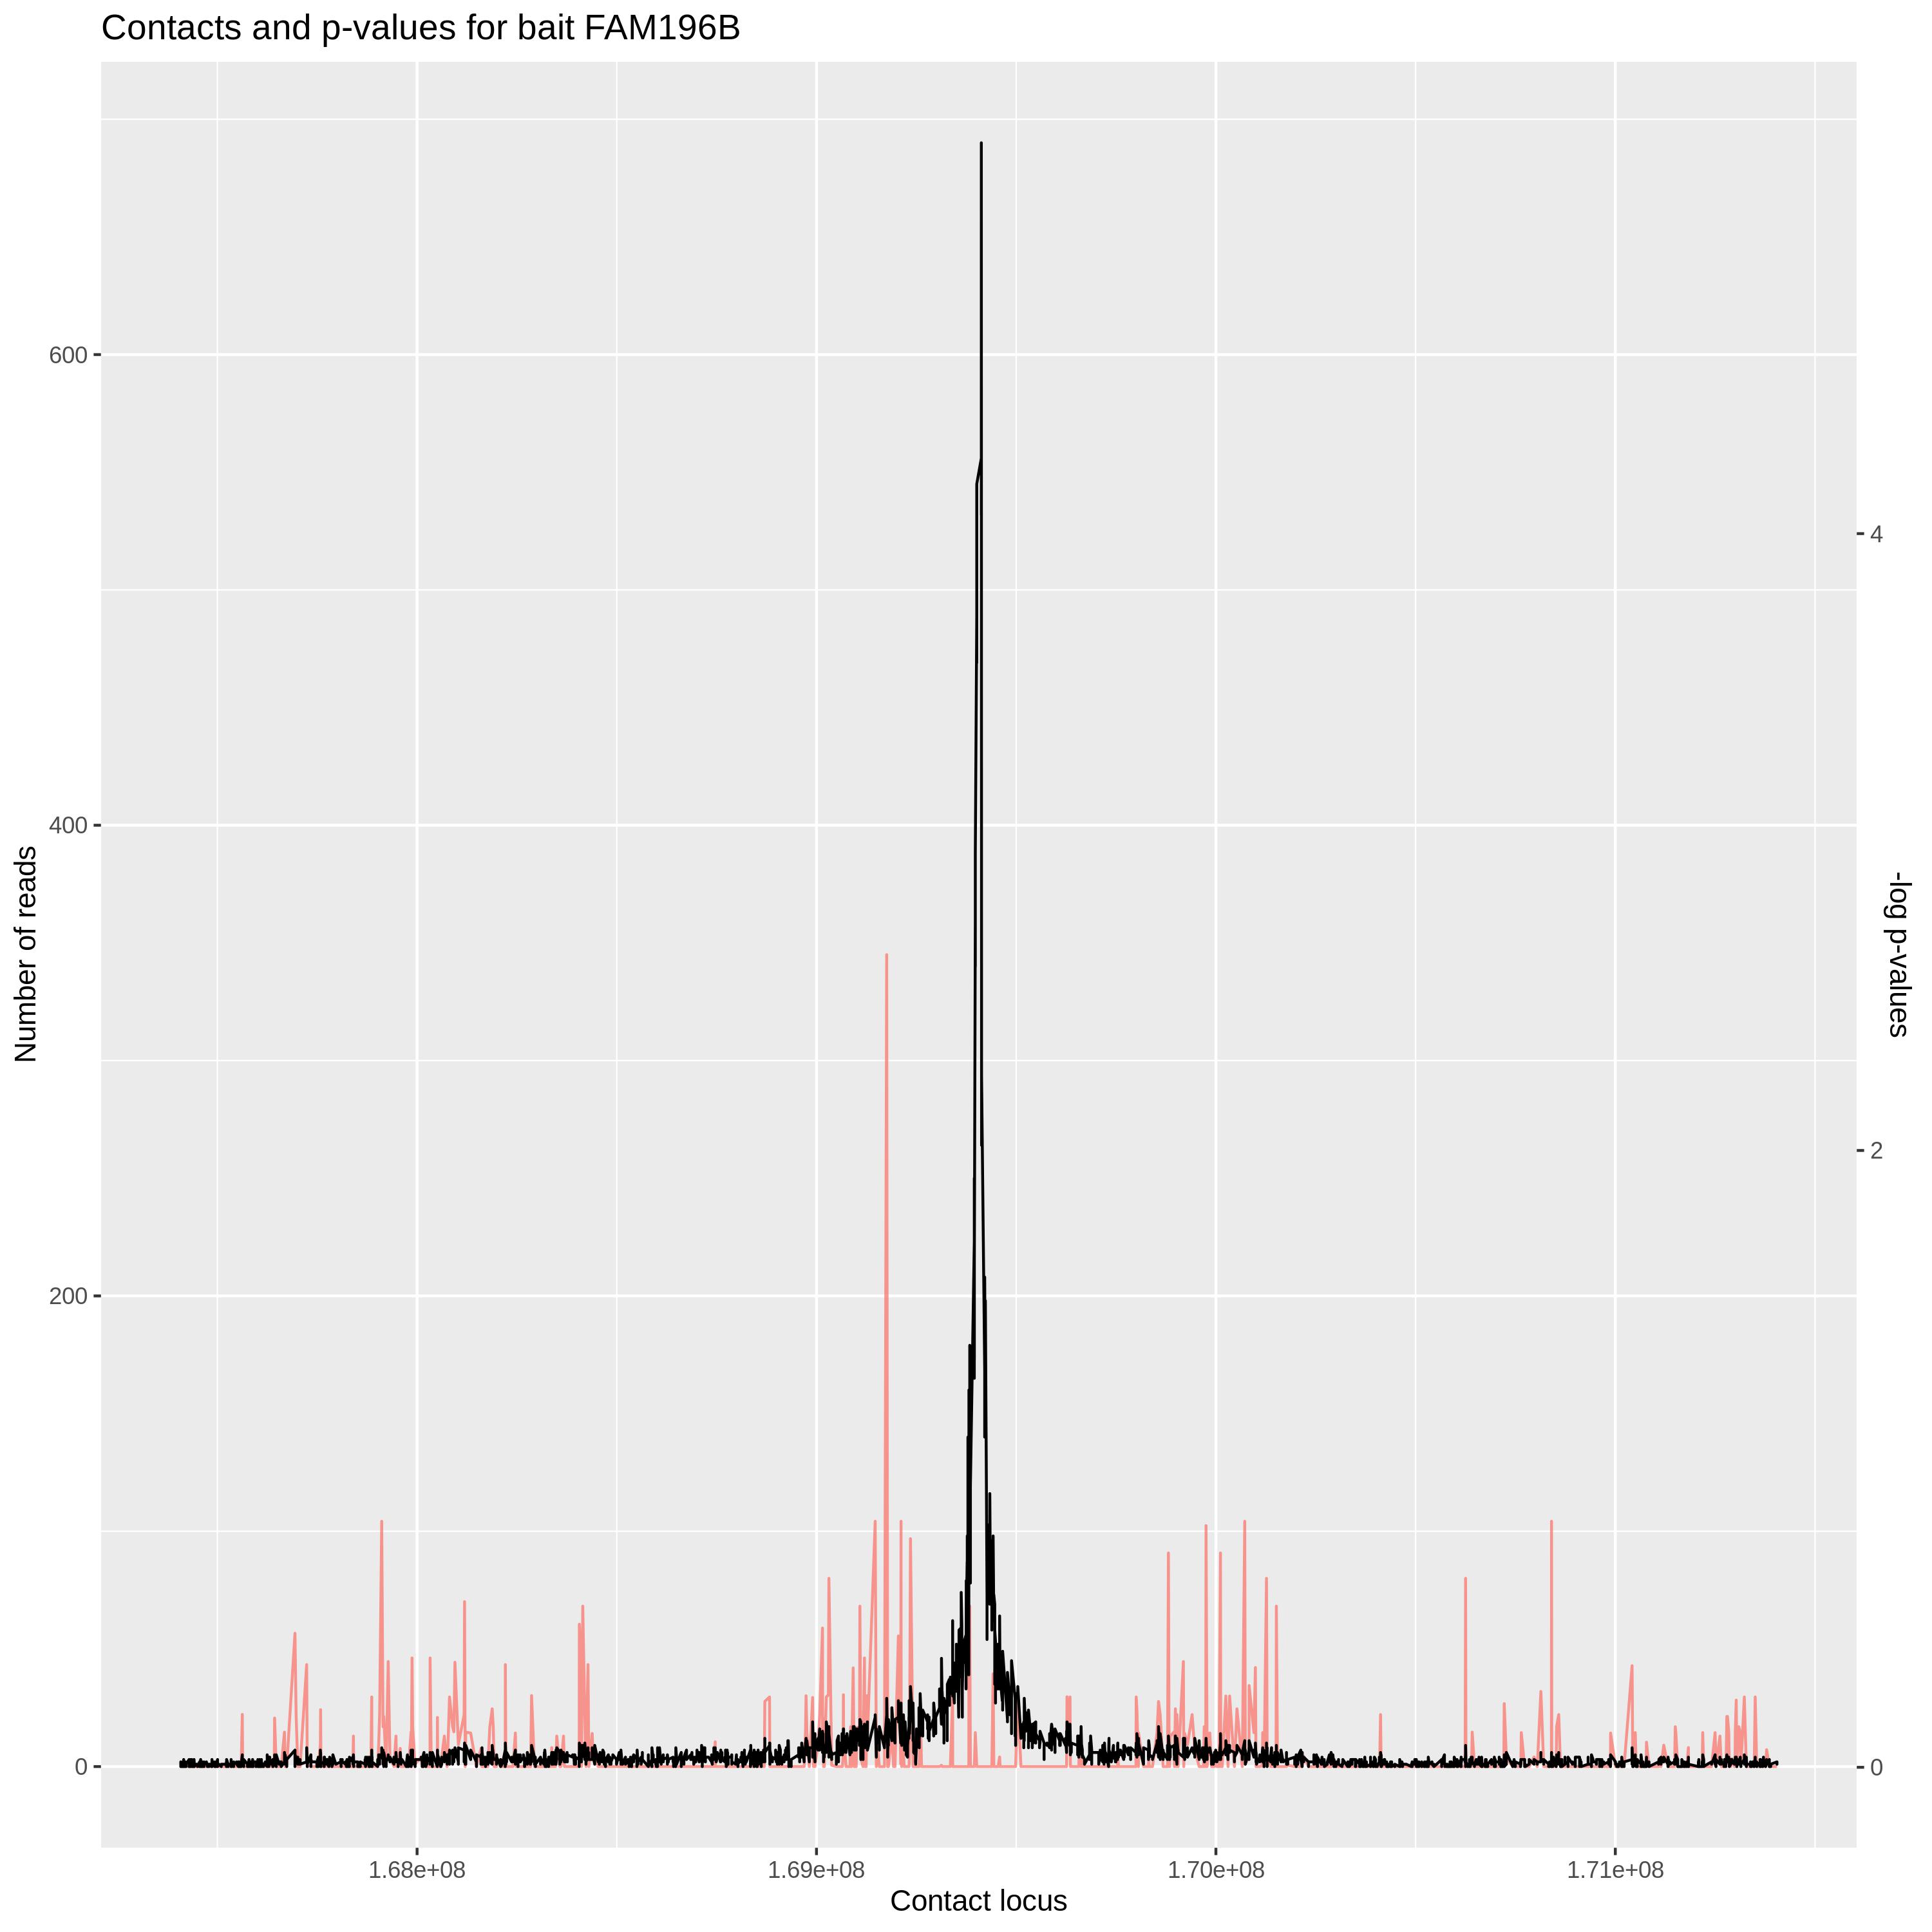 Contacts and p-values for bait FAM196B
600
400
200
0
Number of reads
4
2
0
-log p-values
1.68e+08
1.69e+08
1.70e+08
1.71e+08
Contact locus